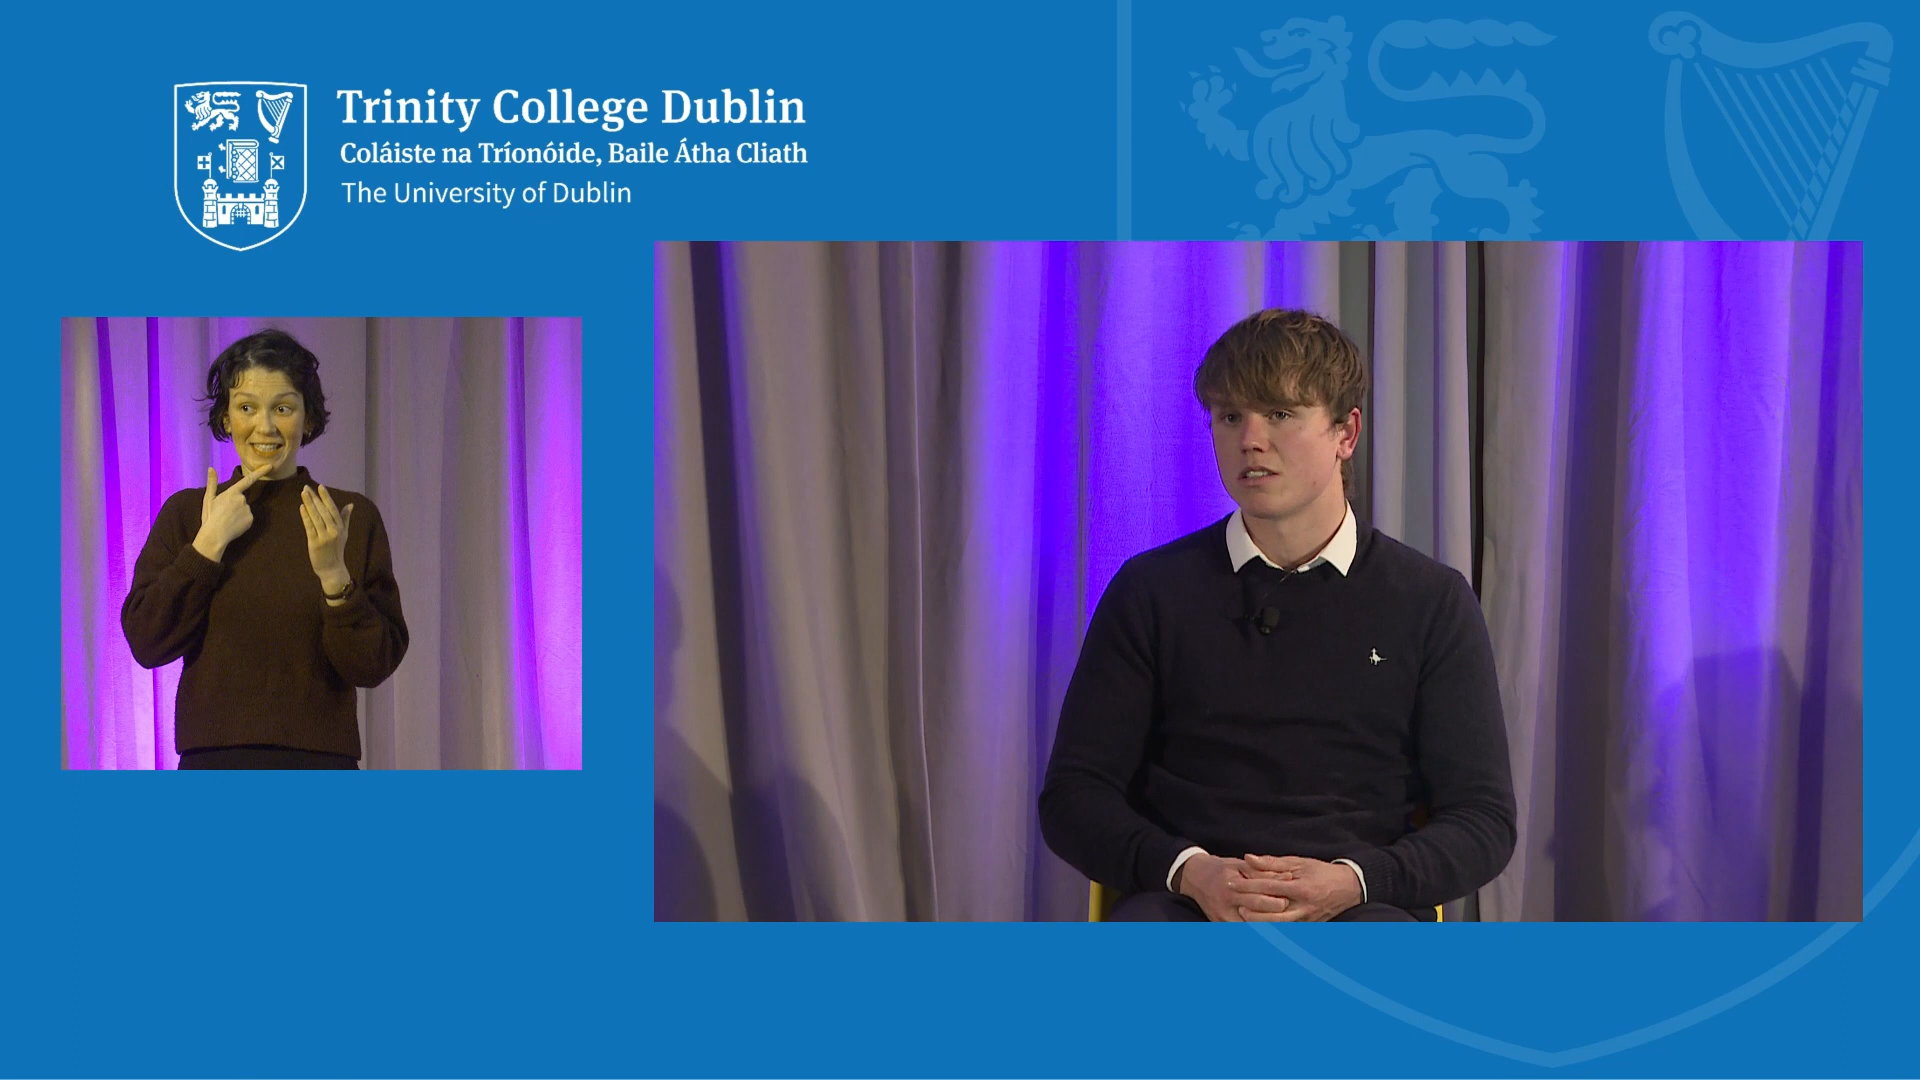 Trinity College Dublin
Coláiste na Tríonóide, Baile Átha Cliath
The University of Dublin